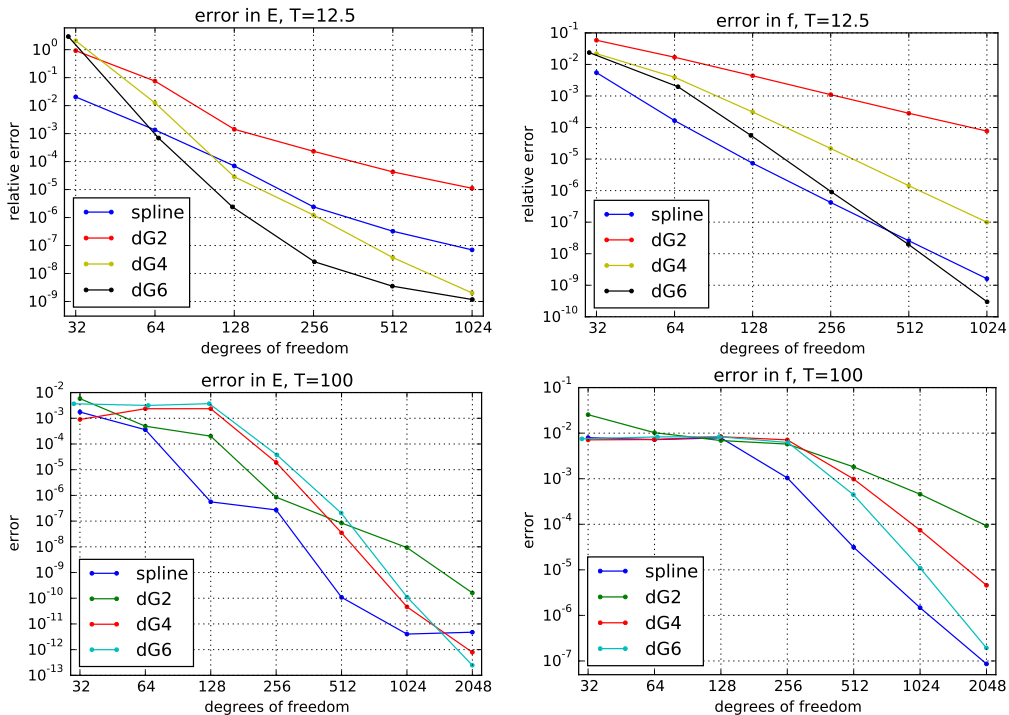 error in E, T=12.5
relative error
10^0
10^-1
10^-2
10^-3
10^-4
10^-5
10^-6
10^-7
10^-8
10^-9
spline
dG2
dG4
dG6
32 64 128 256 512 1024
degrees of freedom
error in f, T=12.5
relative error
10^-1
10^-2
10^-3
10^-4
10^-5
10^-6
10^-7
10^-8
10^-9
10^-10
spline
dG2
dG4
dG6
32 64 128 256 512 1024
degrees of freedom
error in E, T=100
error
10^-2
10^-3
10^-4
10^-5
10^-6
10^-7
10^-8
10^-9
10^-10
10^-11
10^-12
10^-13
spline
dG2
dG4
dG6
32 64 128 256 512 1024 2048
degrees of freedom
error in f, T=100
error
10^-1
10^-2
10^-3
10^-4
10^-5
10^-6
10^-7
spline
dG2
dG4
dG6
32 64 128 256 512 1024 2048
degrees of freedom